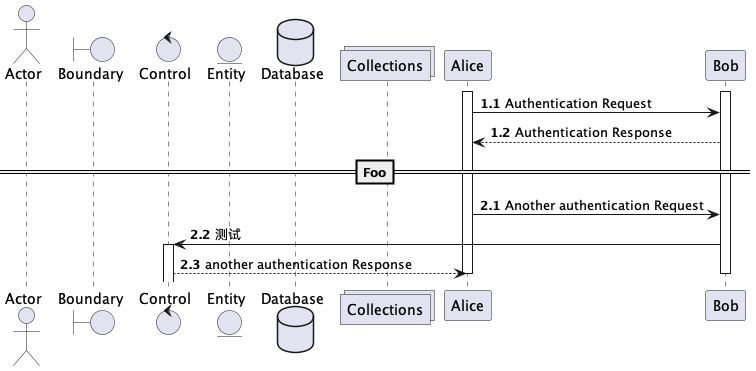 Actor Boundary Control Entity Database Collections Alice Bob
1.1 Authentication Request
1.2 Authentication Response
Foo
2.1 Another authentication Request
2.2 测试
2.3 another authentication Response
Actor Boundary Control Entity Database Collections Alice Bob